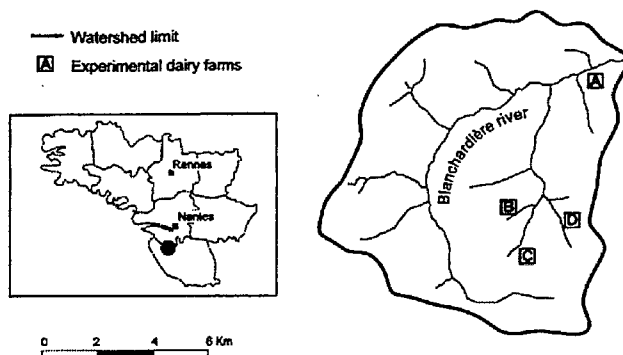 Watershed limit
A Experimental dairy farms
Rennes
Nantes
0 2 4 6 Km
Blanchardière river
A
B
D
C